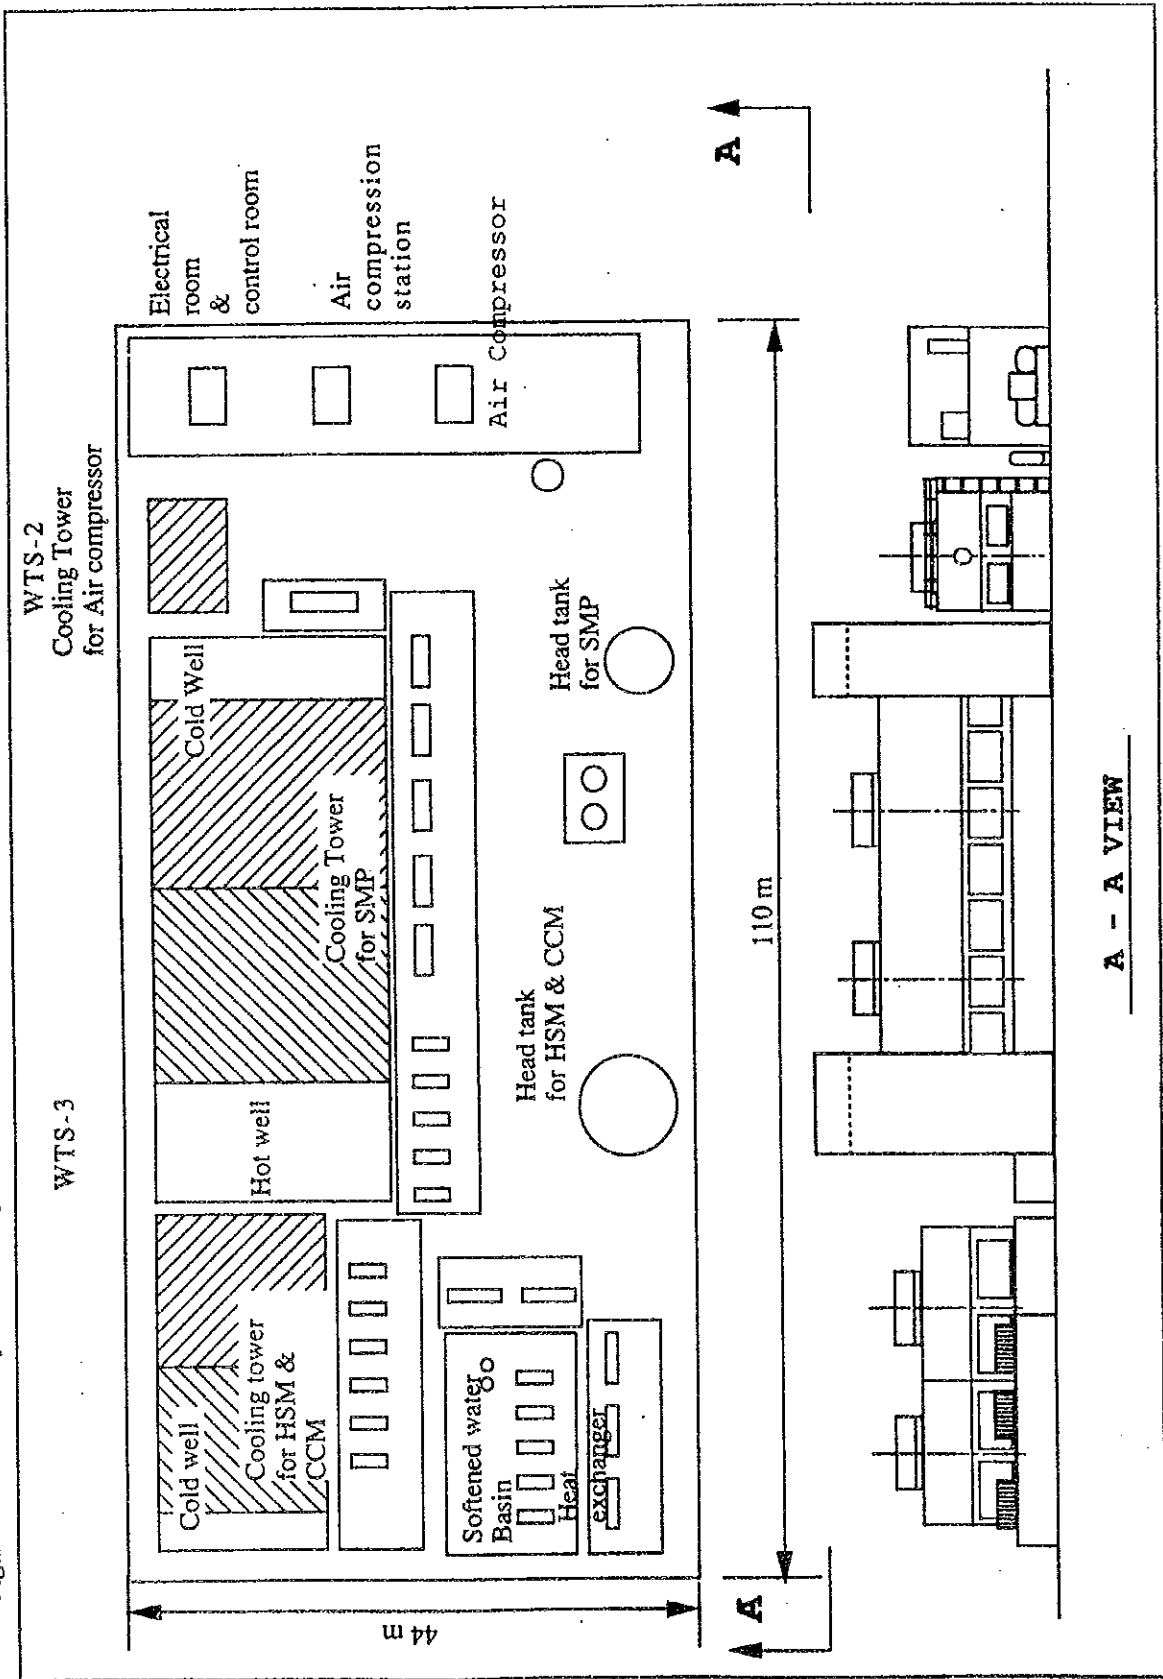 WTS-3
WTS-2
Cooling Tower
for Air compressor
Electrical
room
&
control room
Air
compression
station
Air Compressor
Cold well
Cooling tower
for HSM &
CCM
Hot well
Cooling Tower
for SMP
Cold Well
Softened water
Basin
Heat
exchanger
Head tank
for HSM & CCM
Head tank
for SMP
44 m
110 m
A
A
A - A VIEW